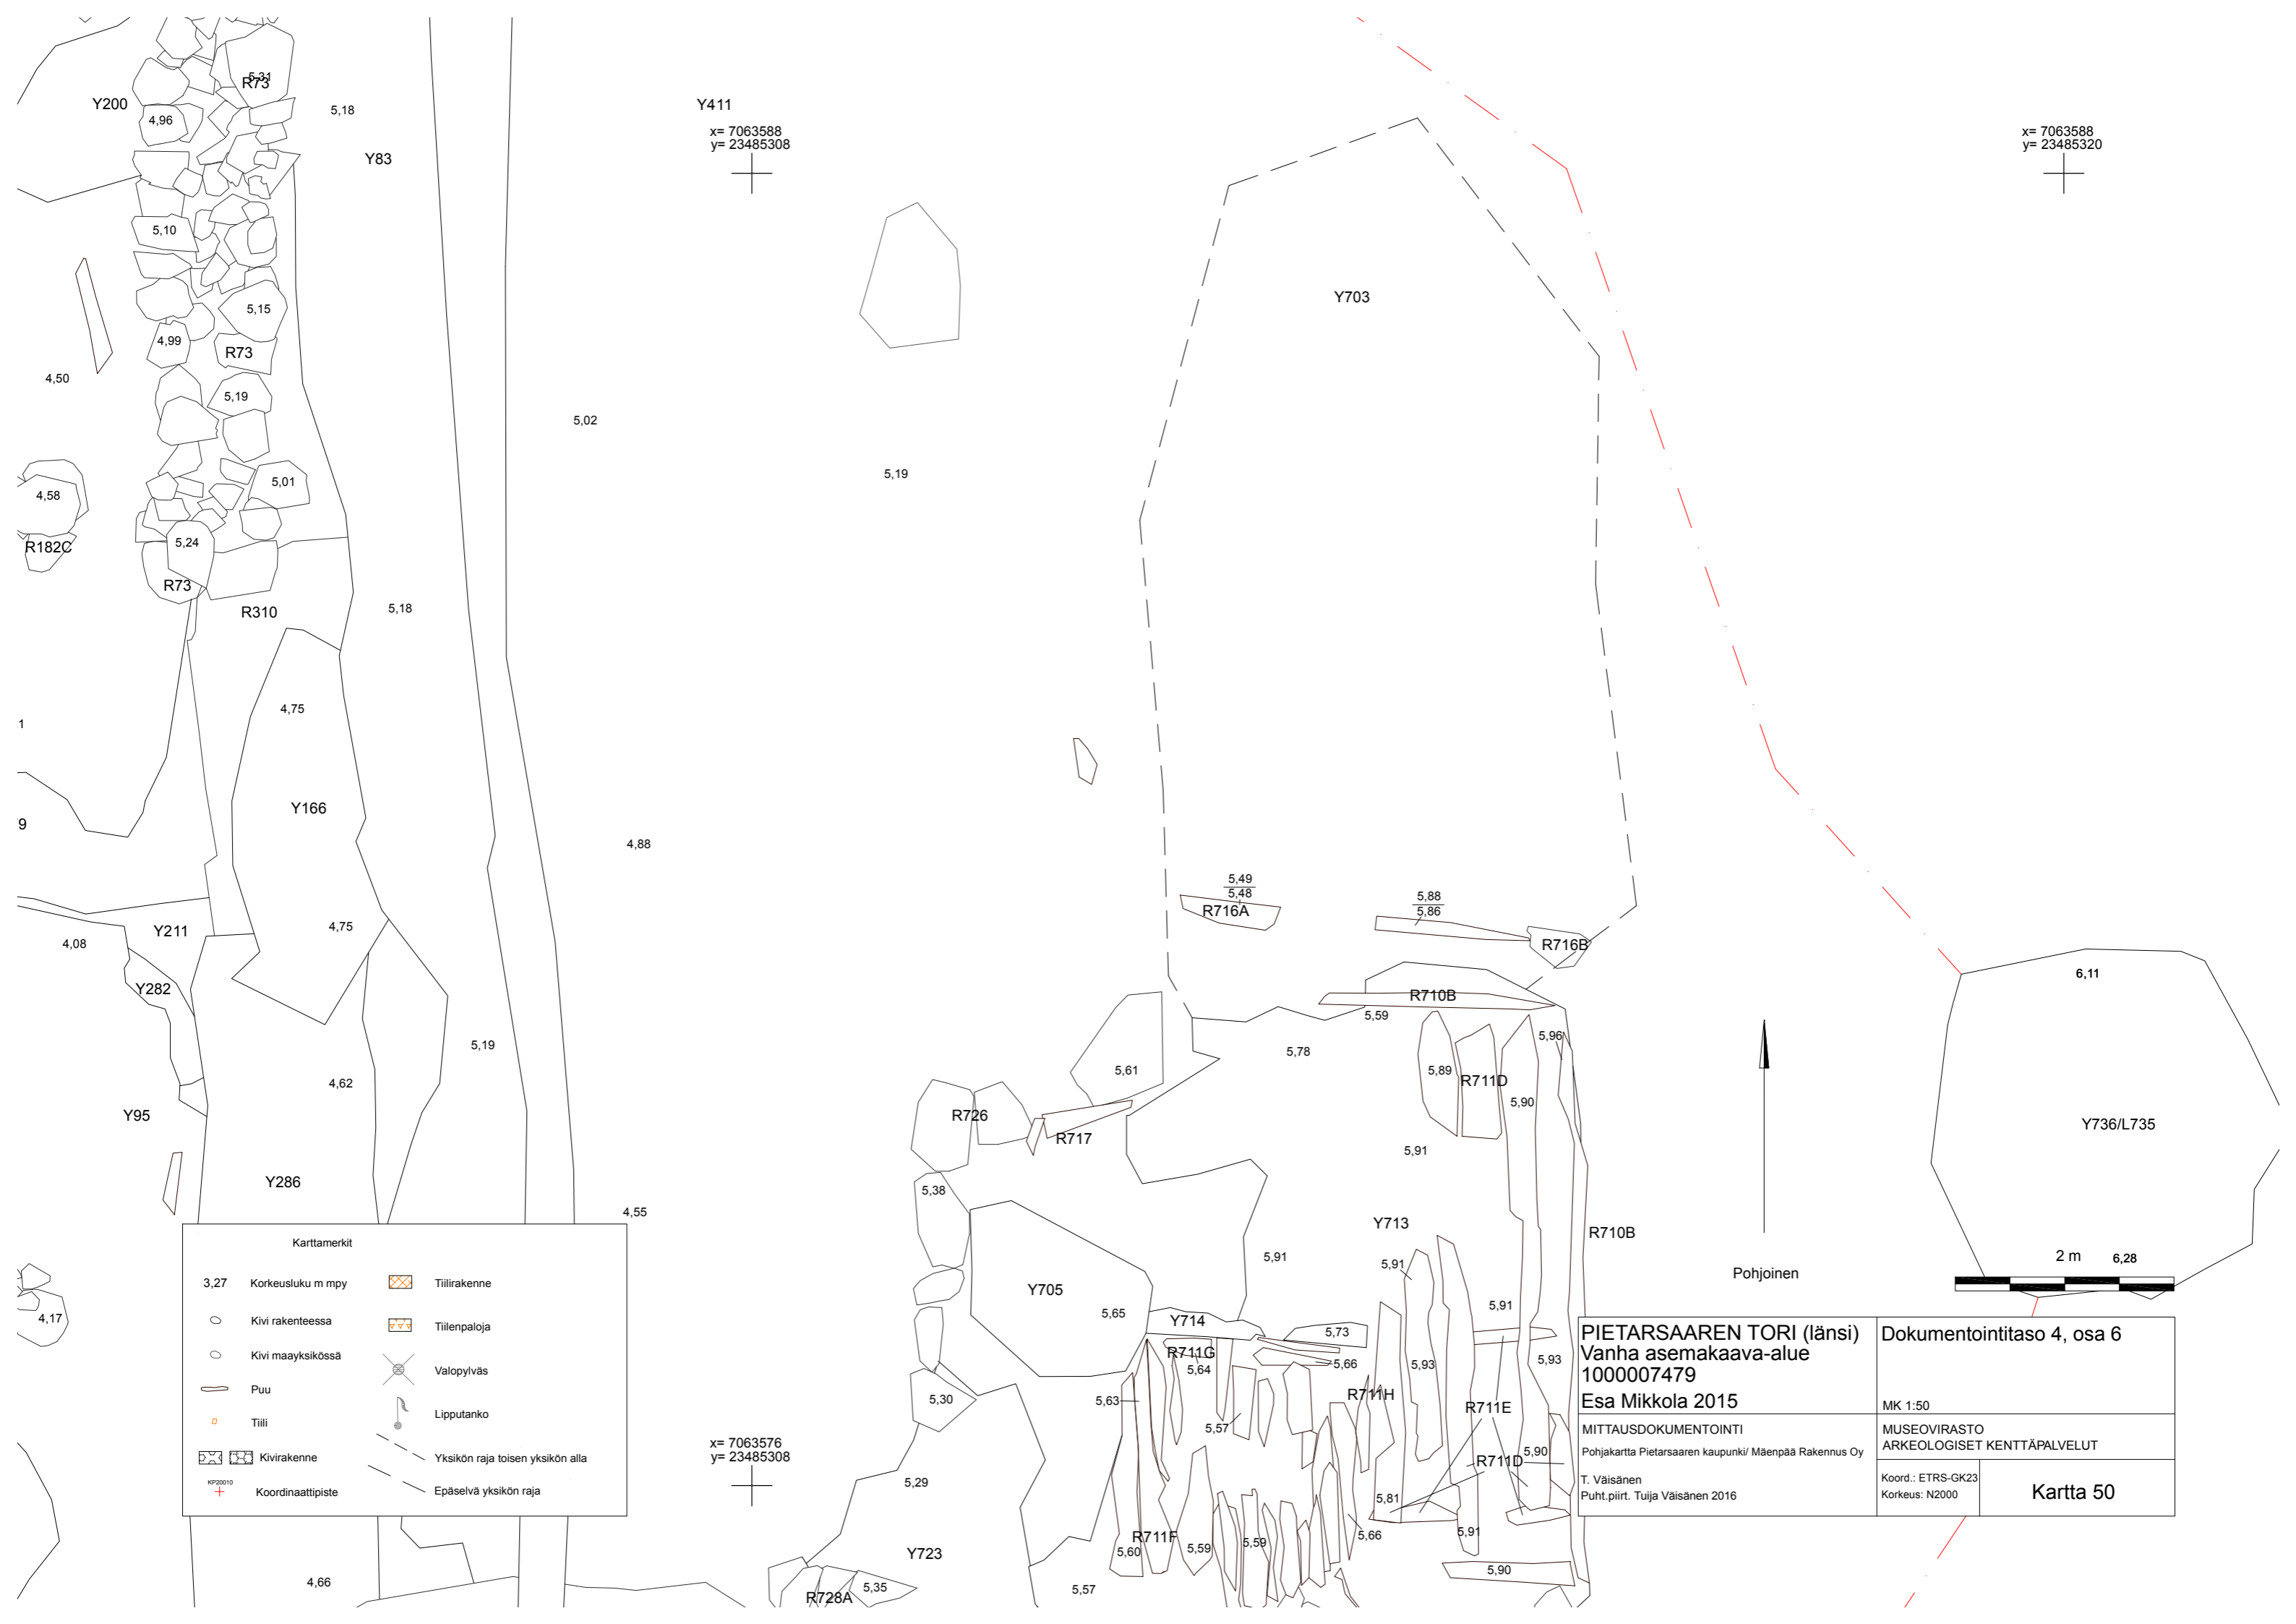 5,31
R73
Y200
4,96
5,18
Y83
Y411
x= 7063588
y= 23485308
x= 7063588
y= 23485320
5,10
5,15
4,99
R73
4,50
5,19
Y703
5,02
5,19
5,01
4,58
R182C
5,24
R73
R310
5,18
1
4,75
Y166
9
4,88
4,75
Y211
4,08
Y282
5,49
5,48
R716A
5,88
5,86
R716B
R710B
5,59
5,78
5,96
6,11
5,19
4,62
5,61
5,89
R711D
5,90
Y95
R726
R717
Y736/L735
5,91
Y286
5,38
4,55
Y713
R710B
5,91
5,91
2 m
6,28
Pohjoinen
Y705
5,65
Y714
5,91
5,73
4,17
R711G
5,64
5,66
5,93
5,93
R711H
5,63
5,30
5,57
R711E
5,90
R711D
x= 7063576
y= 23485308
5,29
5,81
5,66
5,91
R711F
5,60
5,59
5,59
Y723
5,90
4,66
5,35
R728A
5,57
Karttamerkit
3,27 Korkeusluku m mpy
Tiilirakenne
Kivi rakenteessa
Tiilenpaloja
Kivi maayksikössä
Valopylväs
Puu
Lipputanko
Tiili
Kivirakenne
Yksikön raja toisen yksikön alla
KP20010
Koordinaattipiste
Epäselvä yksikön raja
PIETARSAAREN TORI (länsi)
Vanha asemakaava-alue
1000007479
Esa Mikkola 2015
Dokumentointitaso 4, osa 6
MK 1:50
MITTAUSDOKUMENTOINTI
Pohjakartta Pietarsaaren kaupunki/ Mäenpää Rakennus Oy
T. Väisänen
Puht.piirt. Tuija Väisänen 2016
MUSEOVIRASTO
ARKEOLOGISET KENTTÄPALVELUT
Koord.: ETRS-GK23
Korkeus: N2000
Kartta 50